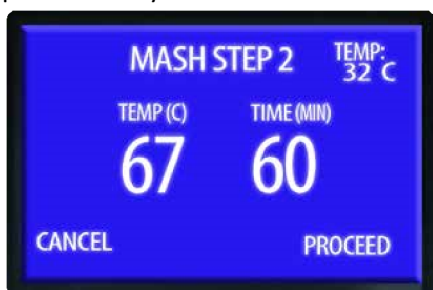 MASH STEP 2
TEMP:
32 C
TEMP (C) TIME (MIN)
67 60
CANCEL PROCEED